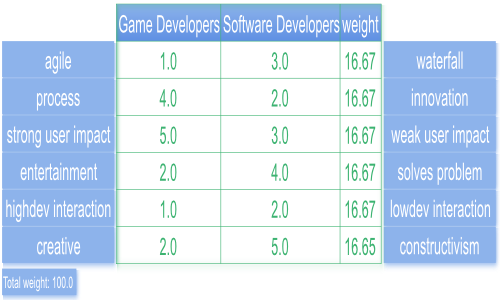 Game Developers Software Developers weight
agile 1.0 3.0 16.67 waterfall
process 4.0 2.0 16.67 innovation
strong user impact 5.0 3.0 16.67 weak user impact
entertainment 2.0 4.0 16.67 solves problem
highdev interaction 1.0 2.0 16.67 lowdev interaction
creative 2.0 5.0 16.65 constructivism
Total weight: 100.0